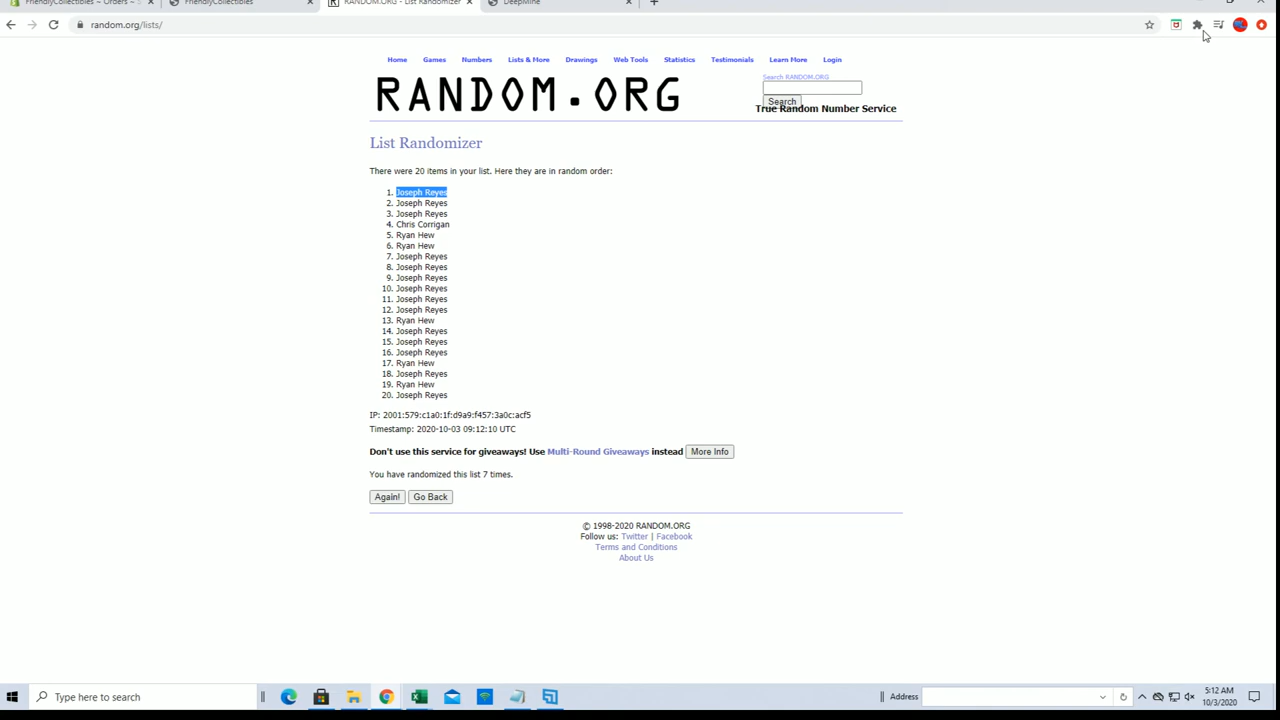 FriendlyCollectibles ~ Orders ~ S
FriendlyCollectibles
RANDOM.ORG - List Randomizer
DeepMine
random.org/lists/
Home Games Numbers Lists & More Drawings Web Tools Statistics Testimonials Learn More Login
RANDOM.ORG
Search RANDOM.ORG
Search
True Random Number Service
List Randomizer
There were 20 items in your list. Here they are in random order:
1. Joseph Reyes
2. Joseph Reyes
3. Joseph Reyes
4. Chris Corrigan
5. Ryan Hew
6. Ryan Hew
7. Joseph Reyes
8. Joseph Reyes
9. Joseph Reyes
10. Joseph Reyes
11. Joseph Reyes
12. Joseph Reyes
13. Ryan Hew
14. Joseph Reyes
15. Joseph Reyes
16. Joseph Reyes
17. Ryan Hew
18. Joseph Reyes
19. Ryan Hew
20. Joseph Reyes
IP: 2001:579:c1a0:1f:d9a9:f457:3a0c:acf5
Timestamp: 2020-10-03 09:12:10 UTC
Don't use this service for giveaways! Use Multi-Round Giveaways instead More Info
You have randomized this list 7 times.
Again! Go Back
© 1998-2020 RANDOM.ORG
Follow us: Twitter | Facebook
Terms and Conditions
About Us
Type here to search
Address
5:12 AM
10/3/2020